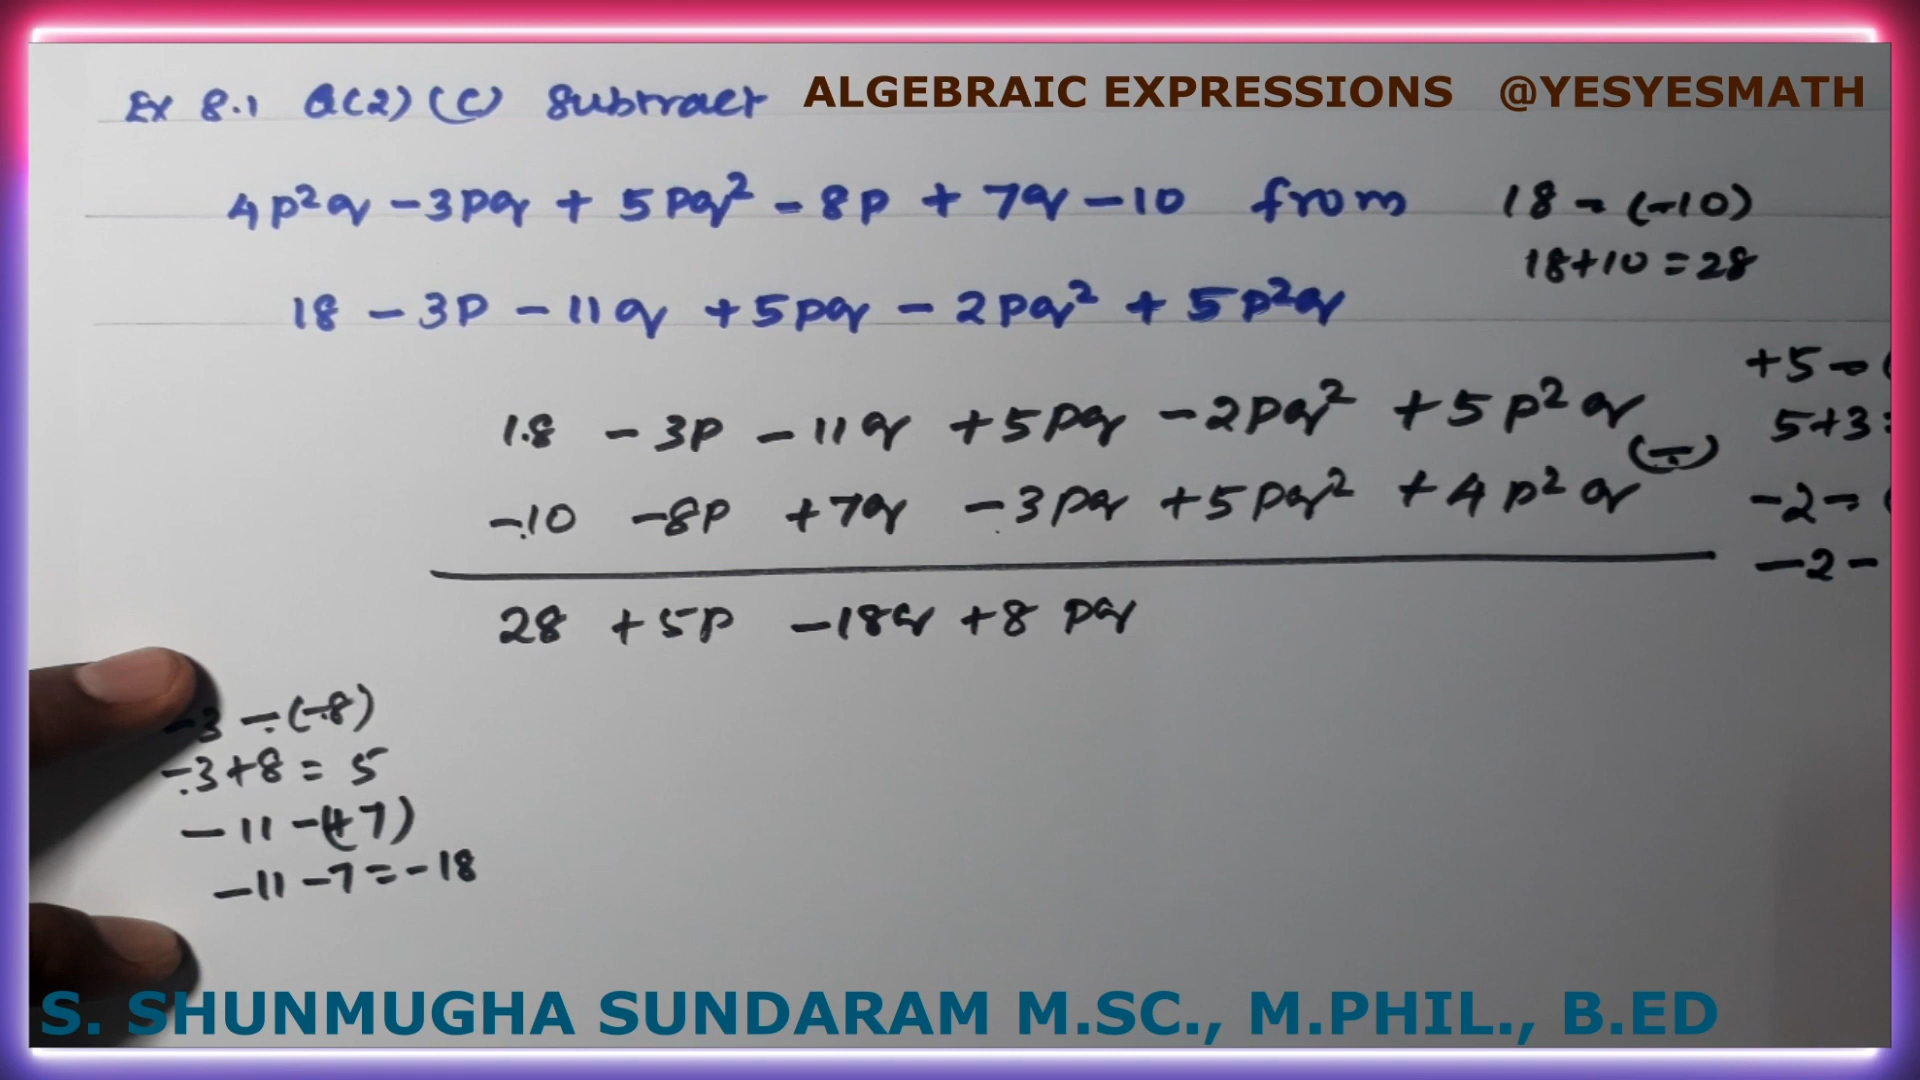 Ex 8.1 Q(2) (c) Subtract
ALGEBRAIC EXPRESSIONS @YESYESMATH
4p²q - 3pq + 5pq² - 8p + 7q - 10 from
18 - 3p - 11q + 5pq - 2pq² + 5p²q
18 - (-10)
18+10 = 28
18 - 3p - 11q + 5pq - 2pq² + 5p²q
(-)
-10 -8p +7q -3pq +5pq² +4p²q
28 +5p -18q +8 pq
+5 - (
5+3 =
-2 - (
-2 -
-3 - (-8)
-3+8 = 5
-11 - (+7)
-11 -7 = -18
S. SHUNMUGHA SUNDARAM M.SC., M.PHIL., B.ED